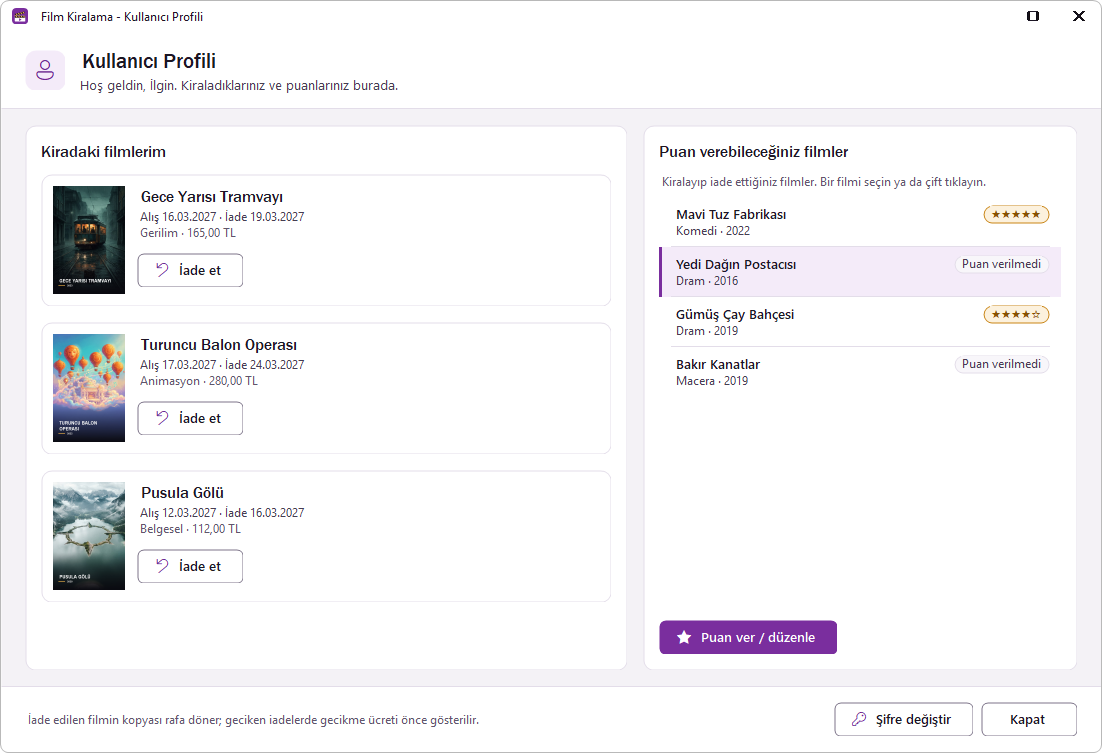 Film Kiralama - Kullanıcı Profili
Kullanıcı Profili
Hoş geldin, İlgin. Kiraladıklarınız ve puanlarınız burada.
Kiradaki filmlerim
GECE YARISI TRAMVAYI
Gece Yarısı Tramvayı
Alış 16.03.2027 · İade 19.03.2027
Gerilim · 165,00 TL
İade et
TURUNCU BALON
OPERASI
Turuncu Balon Operası
Alış 17.03.2027 · İade 24.03.2027
Animasyon · 280,00 TL
İade et
PUSULA GÖLÜ
Pusula Gölü
Alış 12.03.2027 · İade 16.03.2027
Belgesel · 112,00 TL
İade et
Puan verebileceğiniz filmler
Kiralayıp iade ettiğiniz filmler. Bir filmi seçin ya da çift tıklayın.
Mavi Tuz Fabrikası
★★★★★
Komedi · 2022
Yedi Dağın Postacısı
Puan verilmedi
Dram · 2016
Gümüş Çay Bahçesi
★★★★☆
Dram · 2019
Bakır Kanatlar
Puan verilmedi
Macera · 2019
Puan ver / düzenle
İade edilen filmin kopyası rafa döner; geciken iadelerde gecikme ücreti önce gösterilir.
Şifre değiştir
Kapat